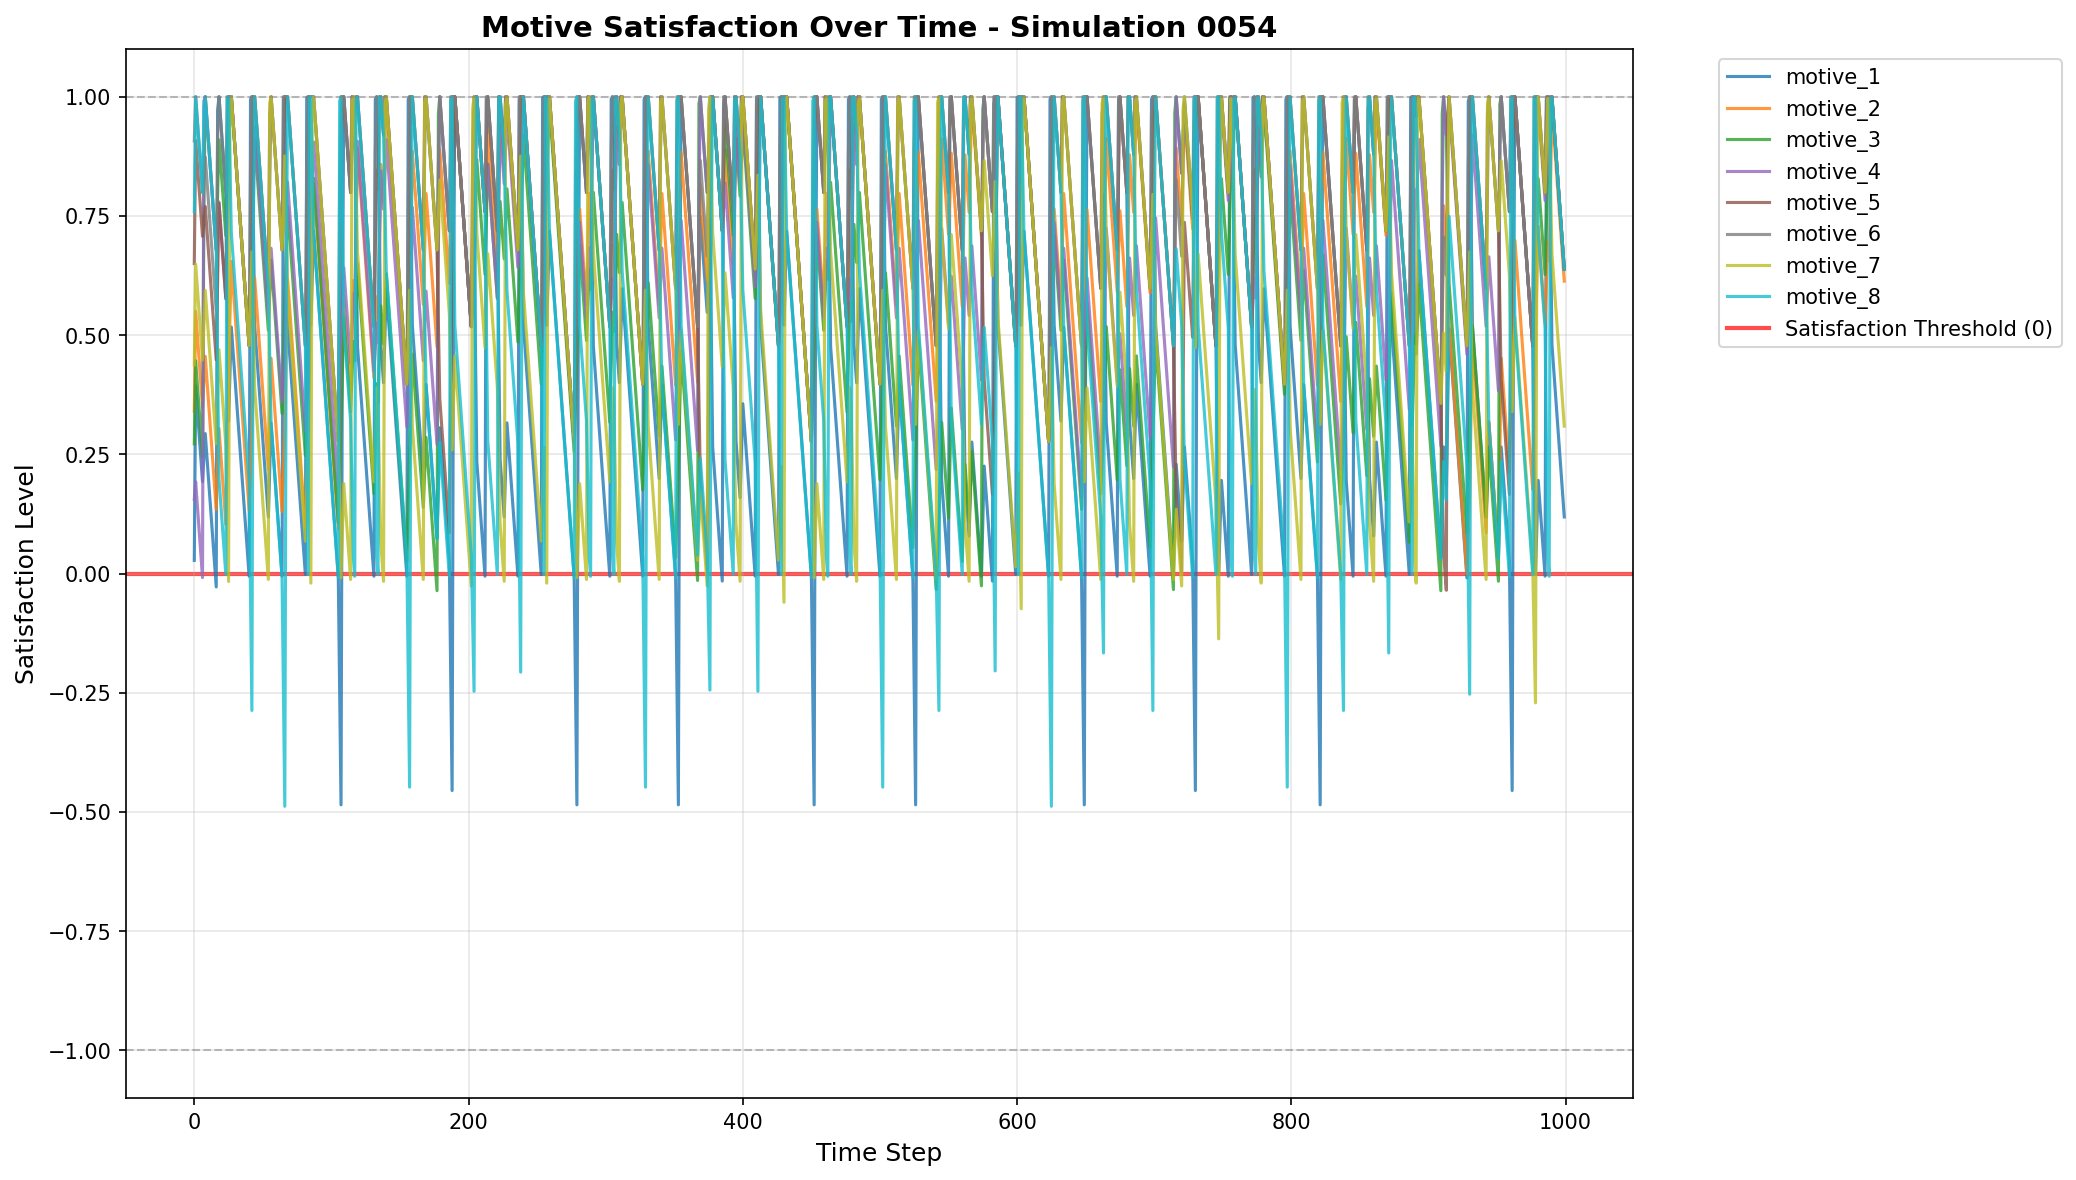 Motive Satisfaction Over Time - Simulation 0054
Satisfaction Level
1.00
0.75
0.50
0.25
0.00
−0.25
−0.50
−0.75
−1.00
0
200
400
600
800
1000
Time Step
motive_1
motive_2
motive_3
motive_4
motive_5
motive_6
motive_7
motive_8
Satisfaction Threshold (0)